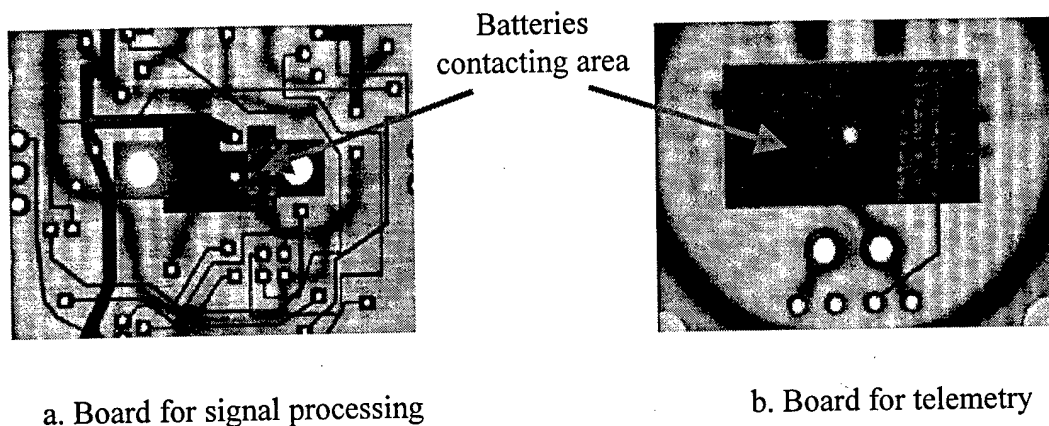 Batteries
contacting area
a. Board for signal processing
b. Board for telemetry